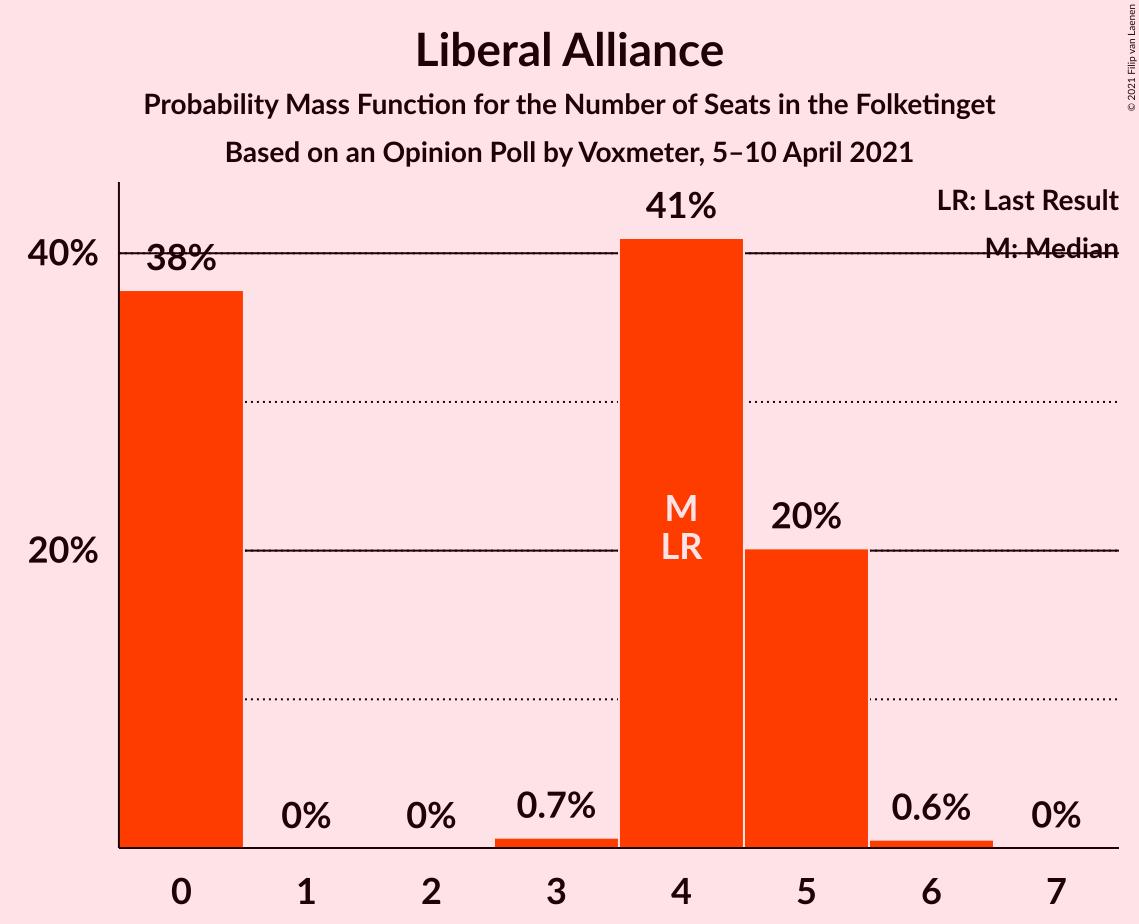 Liberal Alliance
Probability Mass Function for the Number of Seats in the Folketinget
Based on an Opinion Poll by Voxmeter, 5–10 April 2021
© 2021 Filip van Laenen
LR: Last Result
M: Median
40%
20%
38%
0%
0%
0.7%
41%
20%
0.6%
0%
M
LR
0 1 2 3 4 5 6 7